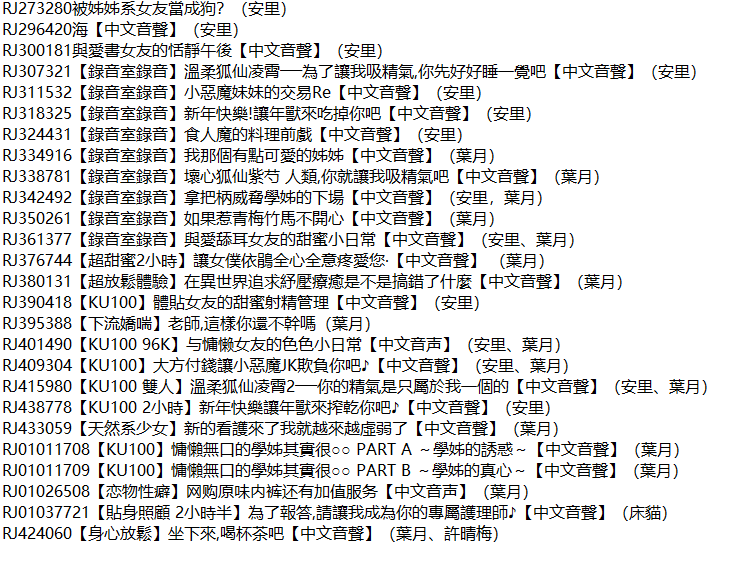 RJ273280被姊姊系女友當成狗?（安里）
RJ296420海【中文音聲】（安里）
RJ300181與愛書女友的恬靜午後【中文音聲】（安里）
RJ307321【錄音室錄音】溫柔狐仙凌霄──為了讓我吸精氣,你先好好睡一覺吧【中文音聲】（安里）
RJ311532【錄音室錄音】小惡魔妹妹的交易Re【中文音聲】（安里）
RJ318325【錄音室錄音】新年快樂!讓年獸來吃掉你吧【中文音聲】（安里）
RJ324431【錄音室錄音】食人魔的料理前戲【中文音聲】（安里）
RJ334916【錄音室錄音】我那個有點可愛的姊姊【中文音聲】（葉月）
RJ338781【錄音室錄音】壞心狐仙紫芍 人類,你就讓我吸精氣吧【中文音聲】（葉月）
RJ342492【錄音室錄音】拿把柄威脅學姊的下場【中文音聲】（安里，葉月）
RJ350261【錄音室錄音】如果惹青梅竹馬不開心【中文音聲】（葉月）
RJ361377【錄音室錄音】與愛舔耳女友的甜蜜小日常【中文音聲】（安里、葉月）
RJ376744【超甜蜜2小時】讓女僕依鵑全心全意疼愛您·【中文音聲】 （葉月）
RJ380131【超放鬆體驗】在異世界追求紓壓療癒是不是搞錯了什麼【中文音聲】（葉月）
RJ390418【KU100】體貼女友的甜蜜射精管理【中文音聲】（安里）
RJ395388【下流嬌喘】老師,這樣你還不幹嗎（葉月）
RJ401490【KU100 96K】与慵懒女友的色色小日常【中文音声】（安里、葉月）
RJ409304【KU100】大方付錢讓小惡魔JK欺負你吧♪【中文音聲】（安里、葉月）
RJ415980【KU100 雙人】溫柔狐仙凌霄2──你的精氣是只屬於我一個的【中文音聲】（安里、葉月）
RJ438778【KU100 2小時】新年快樂讓年獸來搾乾你吧♪【中文音聲】（安里）
RJ433059【天然系少女】新的看護來了我就越來越虛弱了【中文音聲】（葉月）
RJ01011708【KU100】慵懶無口的學姊其實很○○ PART A ～學姊的誘惑～【中文音聲】（葉月）
RJ01011709【KU100】慵懶無口的學姊其實很○○ PART B ～學姊的真心～【中文音聲】（葉月）
RJ01026508【恋物性癖】网购原味内裤还有加值服务【中文音声】（葉月）
RJ01037721【貼身照顧 2小時半】為了報答,請讓我成為你的專屬護理師♪【中文音聲】（床貓）
RJ424060【身心放鬆】坐下來,喝杯茶吧【中文音聲】（葉月、許晴梅）